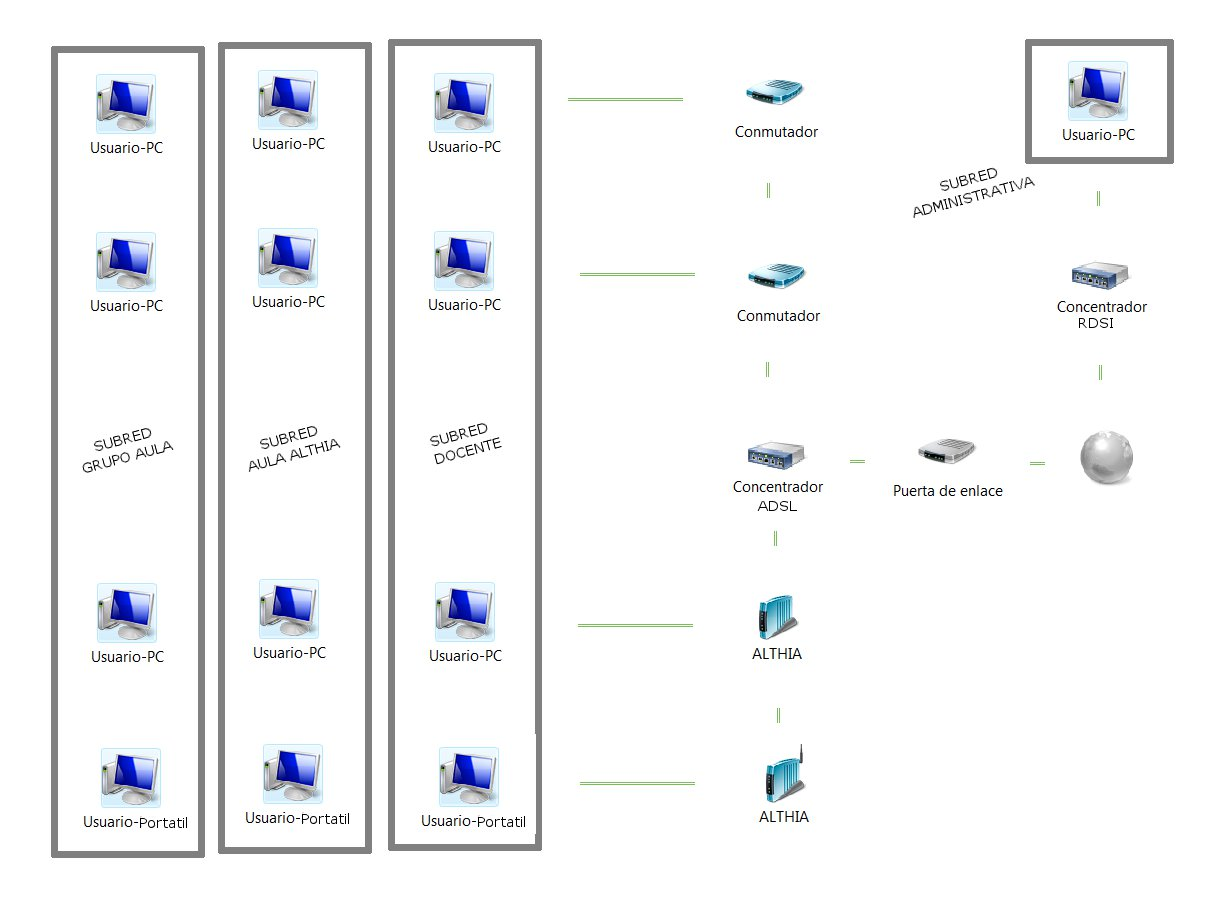 Usuario-PC
Usuario-PC
Usuario-PC
Conmutador
Usuario-PC
SUBRED
ADMINISTRATIVA
Usuario-PC
Usuario-PC
Usuario-PC
Conmutador
Concentrador
RDSI
SUBRED
GRUPO AULA
SUBRED
AULA ALTHIA
SUBRED
DOCENTE
Concentrador
ADSL
Puerta de enlace
Usuario-PC
Usuario-PC
Usuario-PC
ALTHIA
Usuario-Portatil
Usuario-Portatil
Usuario-Portatil
ALTHIA